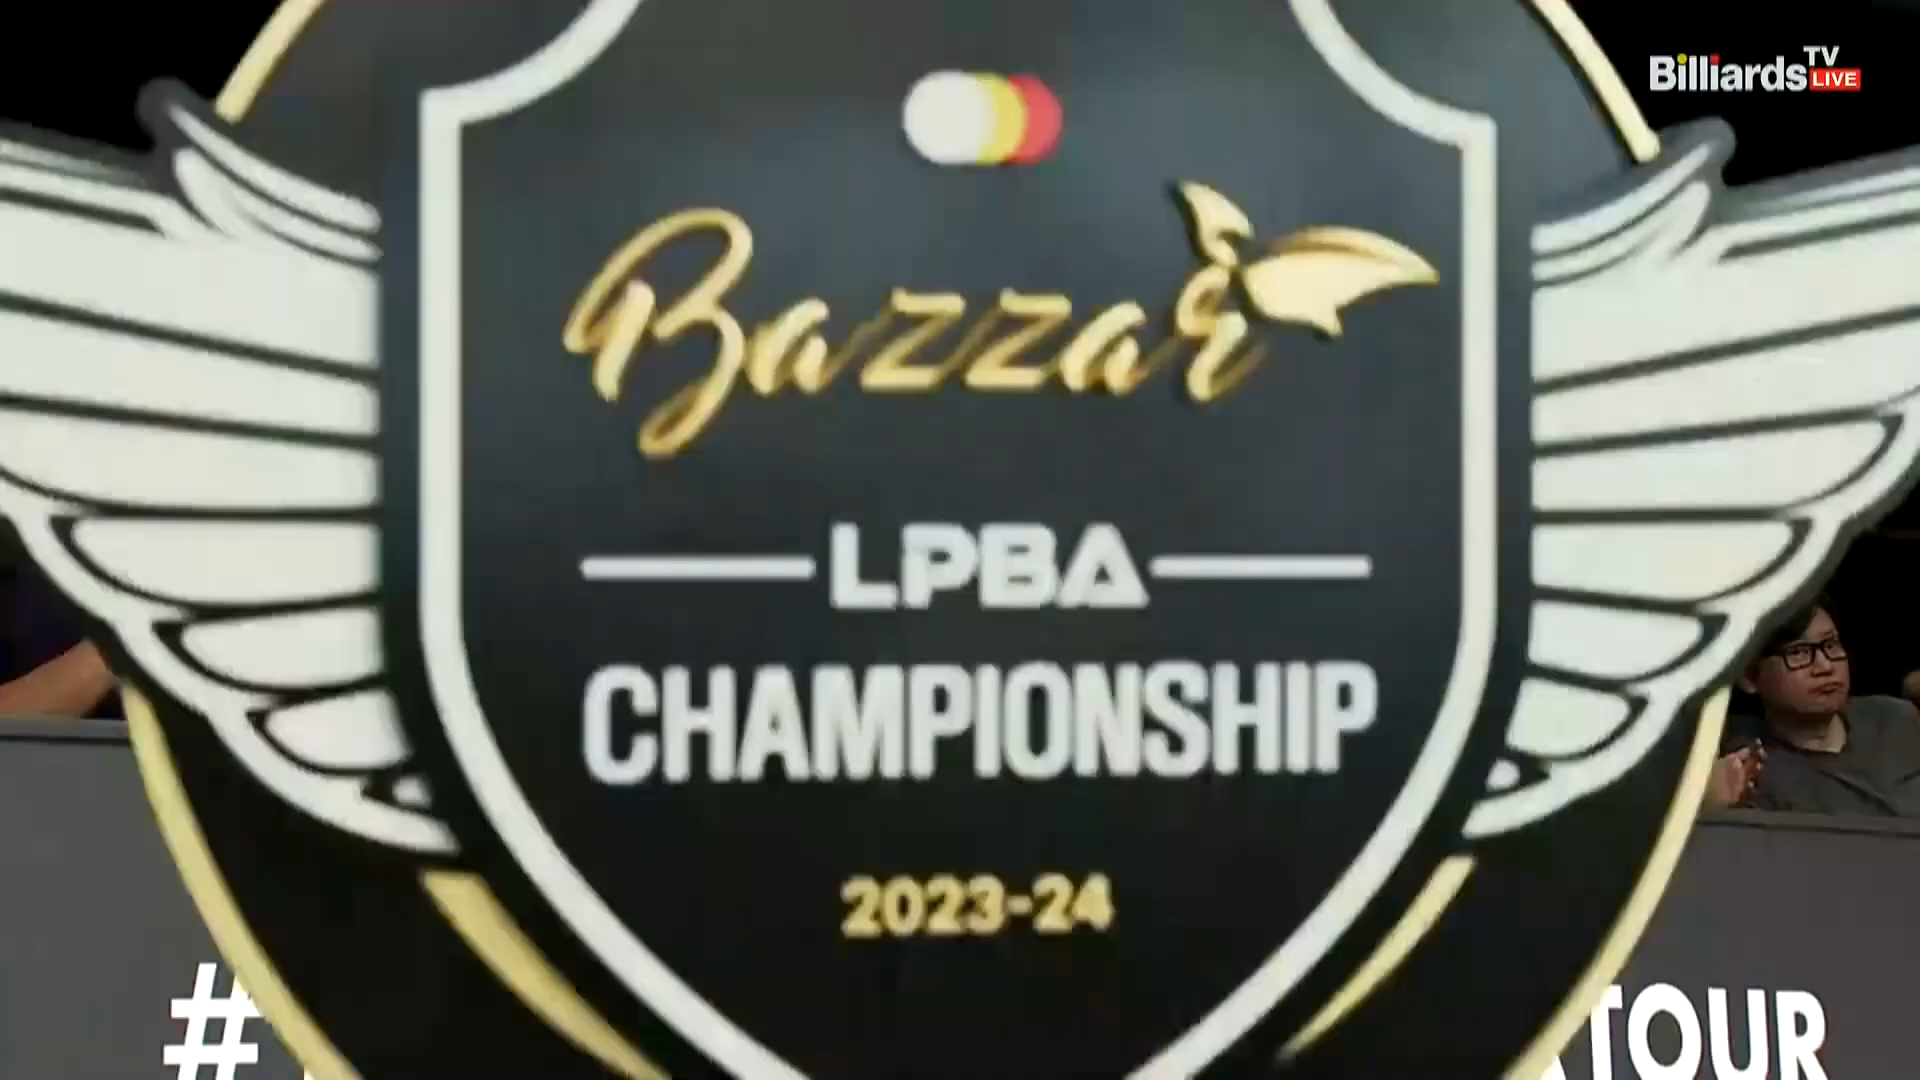 Billiards TV
LIVE
Bazzar
LPBA
CHAMPIONSHIP
2023-24
#
TOUR